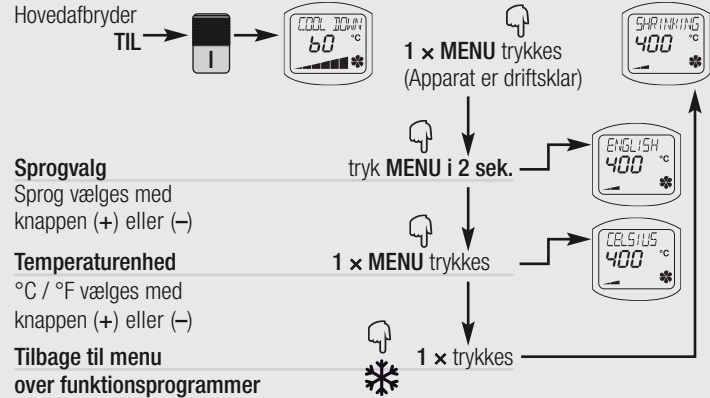 Hovedafbryder
TIL
I
COOL DOWN
60 °C
1 × MENU trykkes
(Apparat er driftsklar)
SHRINKING
400 °C
Sprogvalg
tryk MENU i 2 sek.
ENGLISH
400 °C
Sprog vælges med
knappen (+) eller (–)
Temperaturenhed
1 × MENU trykkes
CELSIUS
400 °C
°C / °F vælges med
knappen (+) eller (–)
Tilbage til menu
1 × trykkes
over funktionsprogrammer